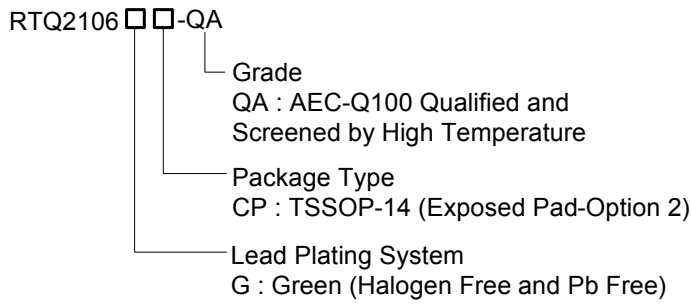 RTQ2106 □ □ -QA
Grade
QA : AEC-Q100 Qualified and
Screened by High Temperature
Package Type
CP : TSSOP-14 (Exposed Pad-Option 2)
Lead Plating System
G : Green (Halogen Free and Pb Free)